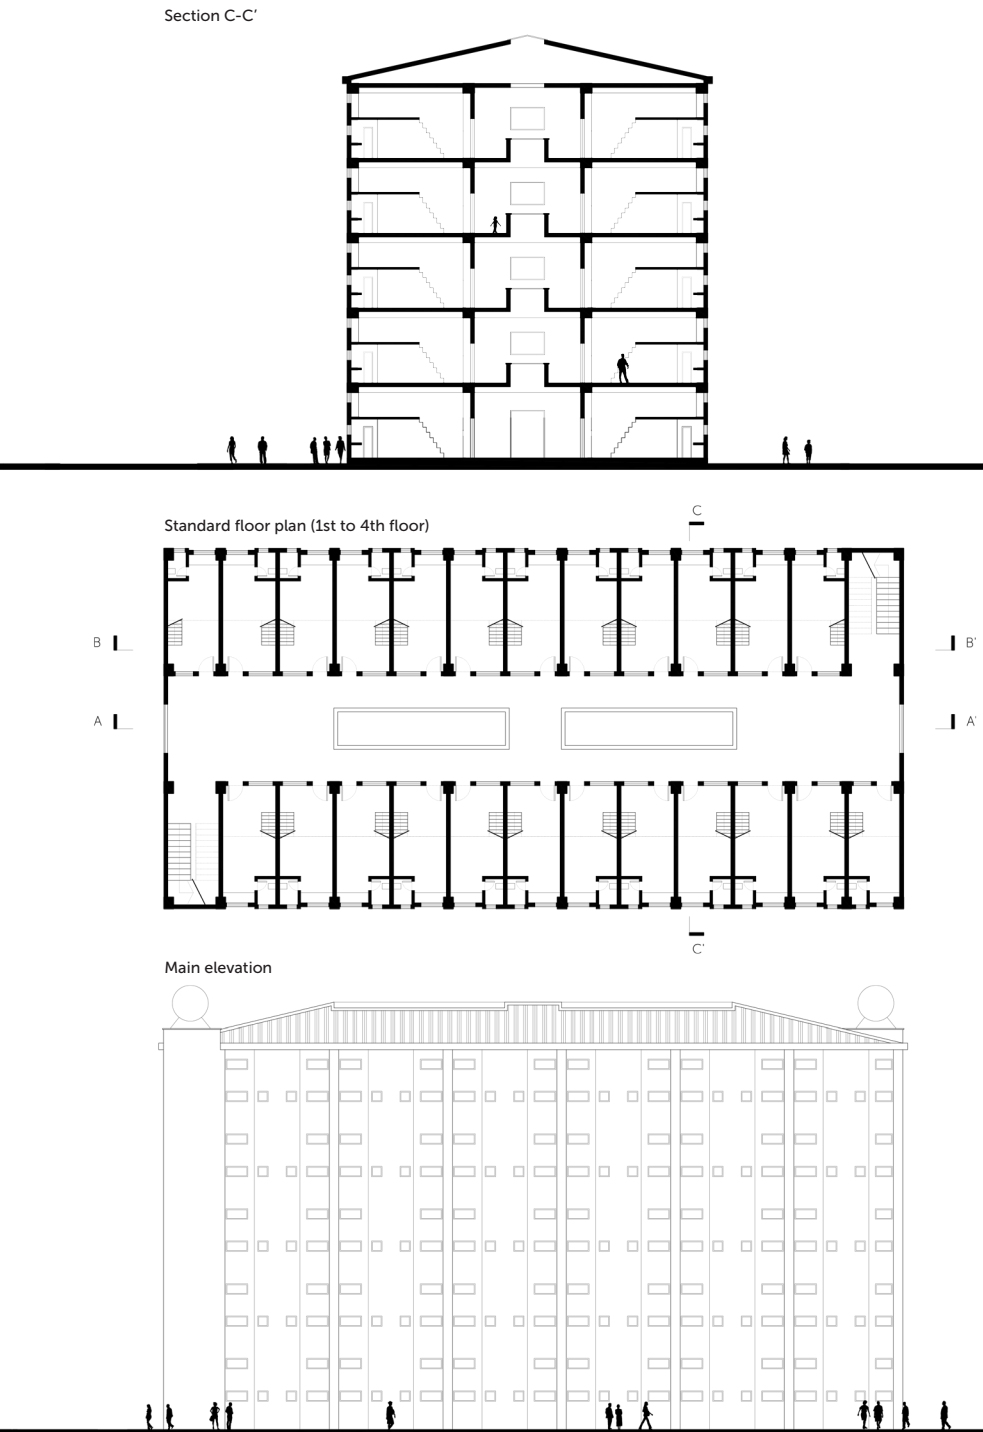 Section C-C’
C
Standard floor plan (1st to 4th floor)
B
B’
A
A’
C’
Main elevation